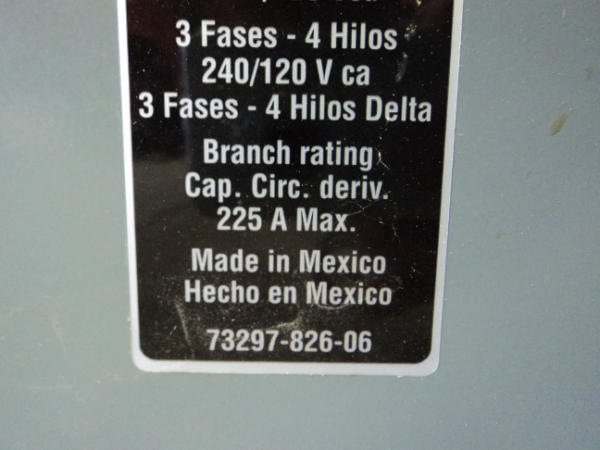 3 Fases - 4 Hilos
240/120 V ca
3 Fases - 4 Hilos Delta
Branch rating
Cap. Circ. deriv.
225 A Max.
Made in Mexico
Hecho en Mexico
73297-826-06